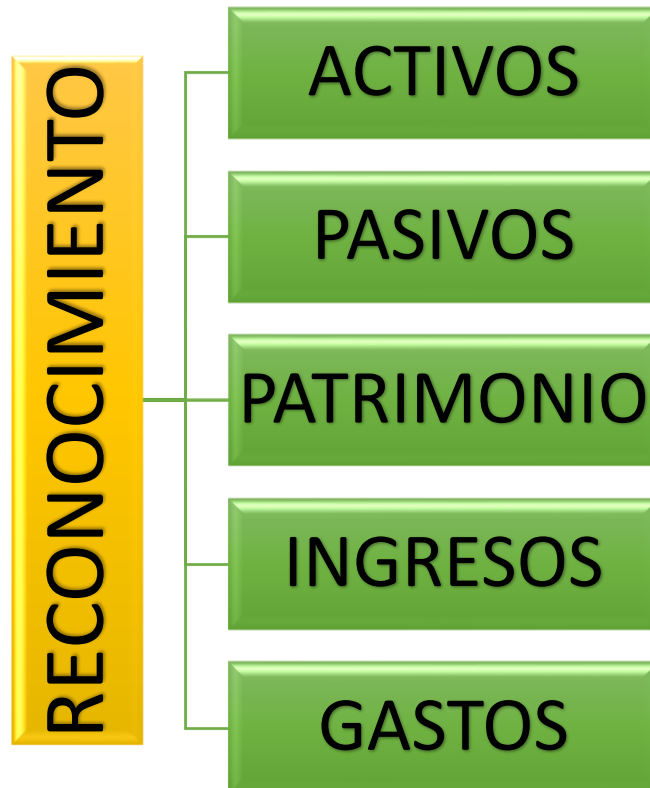 RECONOCIMIENTO
ACTIVOS
PASIVOS
PATRIMONIO
INGRESOS
GASTOS